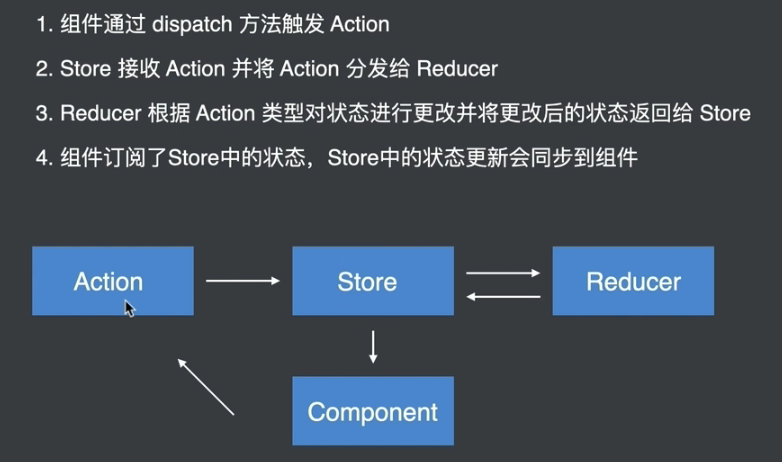 1. 组件通过 dispatch 方法触发 Action
2. Store 接收 Action 并将 Action 分发给 Reducer
3. Reducer 根据 Action 类型对状态进行更改并将更改后的状态返回给 Store
4. 组件订阅了Store中的状态，Store中的状态更新会同步到组件
Action
Store
Reducer
Component